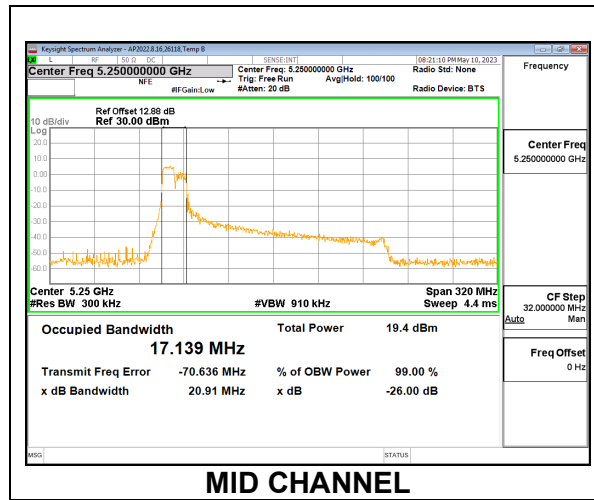 Keysight Spectrum Analyzer - AP2022.8.16,26118,Temp B
L RF 50 Ω DC SENSE:INT 08:21:10 PM May 10, 2023
Center Freq 5.250000000 GHz Center Freq: 5.250000000 GHz Radio Std: None Frequency
NFE Trig: Free Run Avg|Hold: 100/100
#IFGain:Low #Atten: 20 dB Radio Device: BTS
Ref Offset 12.88 dB
10 dB/div Ref 30.00 dBm
Log
20.0
10.0
0.00
-10.0
-20.0
-30.0
-40.0
-50.0
-60.0
Center Freq
5.250000000 GHz
Center 5.25 GHz Span 320 MHz
#Res BW 300 kHz #VBW 910 kHz Sweep 4.4 ms
CF Step
32.000000 MHz
Auto Man
Occupied Bandwidth Total Power 19.4 dBm
17.139 MHz
Freq Offset
0 Hz
Transmit Freq Error -70.636 MHz % of OBW Power 99.00 %
x dB Bandwidth 20.91 MHz x dB -26.00 dB
MSG STATUS
MID CHANNEL